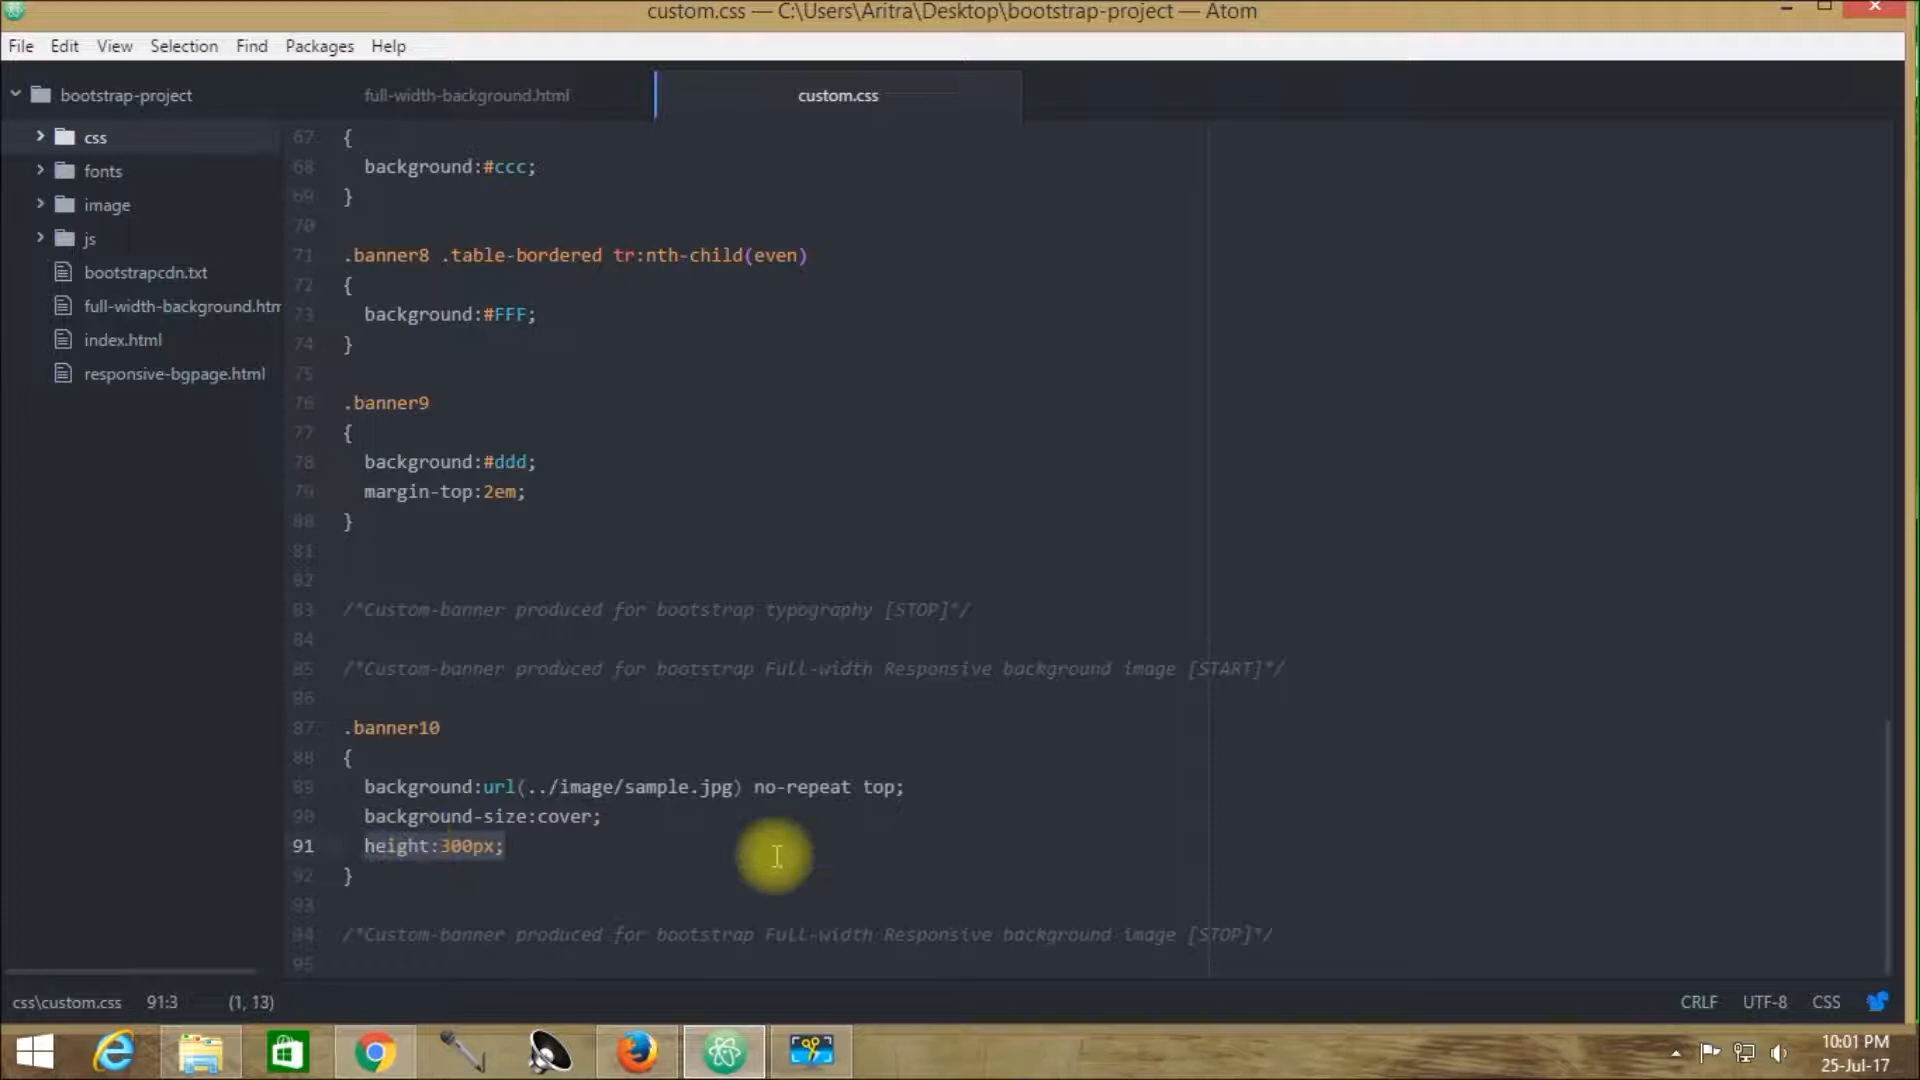 custom.css — C:\Users\Aritra\Desktop\bootstrap-project — Atom
File Edit View Selection Find Packages Help
bootstrap-project
full-width-background.html
custom.css
css
fonts
image
js
bootstrapcdn.txt
full-width-background.htm
index.html
responsive-bgpage.html
67 {
68 background:#ccc;
69 }
70
71 .banner8 .table-bordered tr:nth-child(even)
72 {
73 background:#FFF;
74 }
75
76 .banner9
77 {
78 background:#ddd;
79 margin-top:2em;
80 }
81
82
83 /*Custom-banner produced for bootstrap typography [STOP]*/
84
85 /*Custom-banner produced for bootstrap Full-width Responsive background image [START]*/
86
87 .banner10
88 {
89 background:url(../image/sample.jpg) no-repeat top;
90 background-size:cover;
91 height:300px;
92 }
93
94 /*Custom-banner produced for bootstrap Full-width Responsive background image [STOP]*/
95
css\custom.css 91:3 (1, 13) CRLF UTF-8 CSS
10:01 PM
25-Jul-17